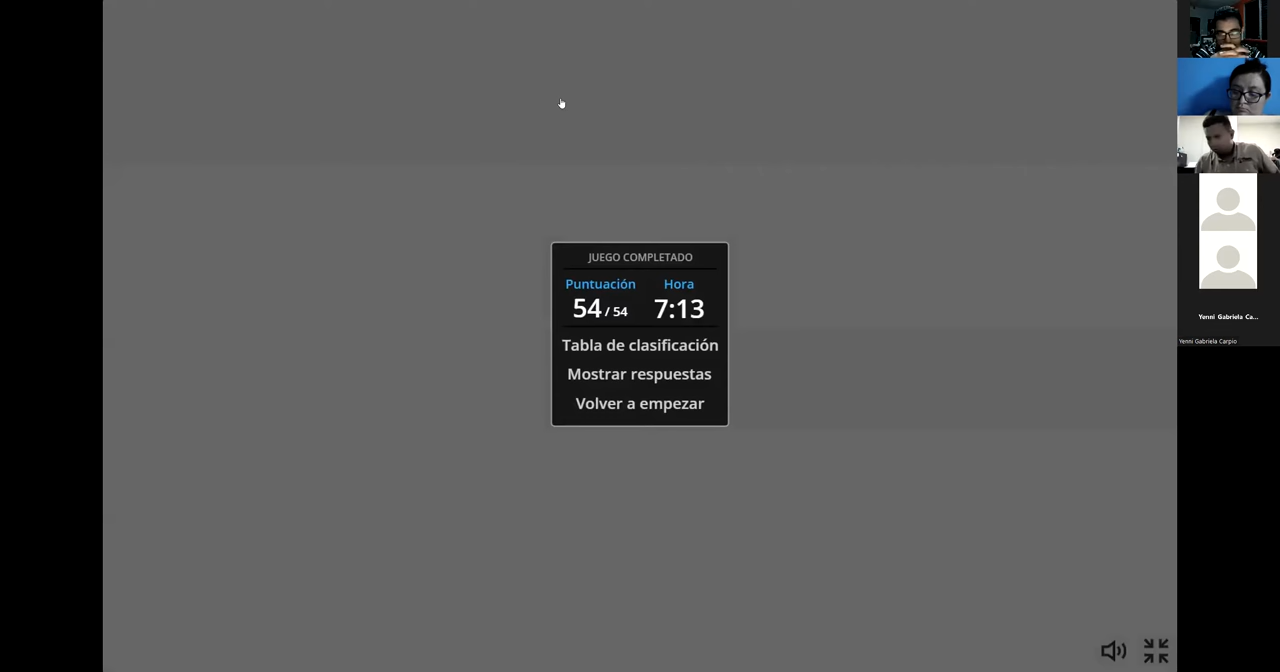 JUEGO COMPLETADO
Puntuación Hora
54 / 54 7:13
Tabla de clasificación
Mostrar respuestas
Volver a empezar
Yenni Gabriela Ca...
Yenni Gabriela Carpio